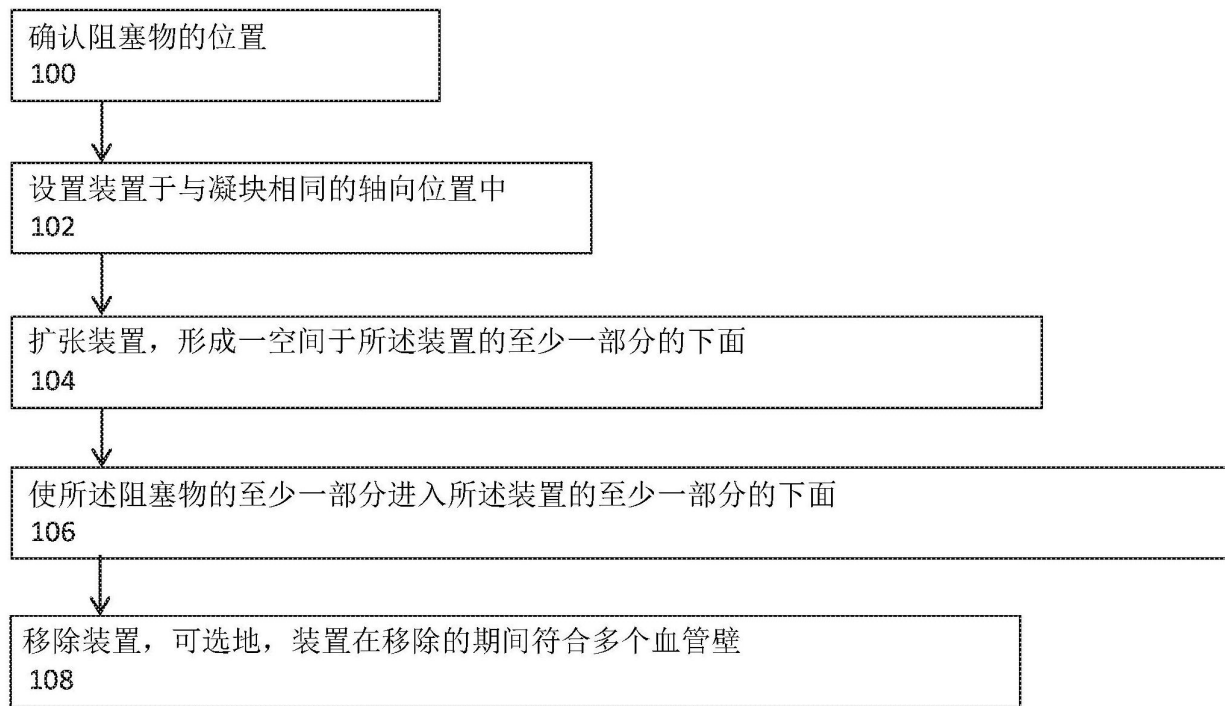 确认阻塞物的位置
100
设置装置于与凝块相同的轴向位置中
102
扩张装置，形成一空间于所述装置的至少一部分的下面
104
使所述阻塞物的至少一部分进入所述装置的至少一部分的下面
106
移除装置，可选地，装置在移除的期间符合多个血管壁
108